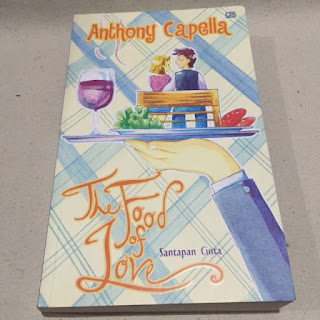 Anthony Capella
The Food
of
Love
Santapan Cinta